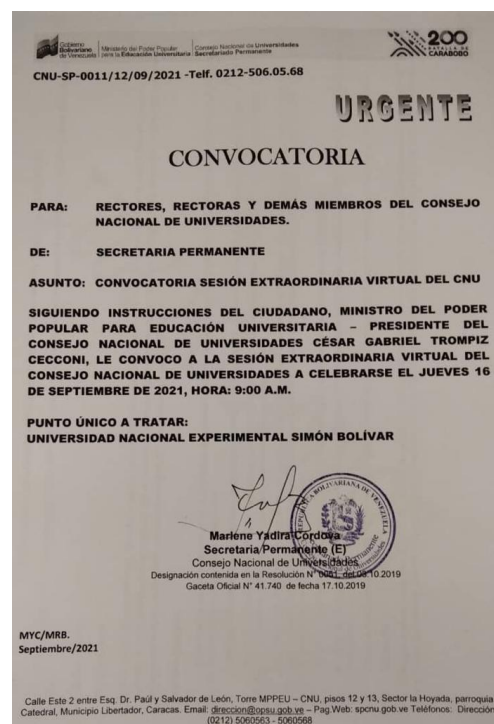 Gobierno Bolivariano de Venezuela
Ministerio del Poder Popular para la Educación Universitaria
Consejo Nacional de Universidades Secretariado Permanente
200
BATALLA DE
CARABOBO
CNU-SP-0011/12/09/2021 -Telf. 0212-506.05.68
URGENTE
CONVOCATORIA
PARA: RECTORES, RECTORAS Y DEMÁS MIEMBROS DEL CONSEJO
NACIONAL DE UNIVERSIDADES.
DE: SECRETARIA PERMANENTE
ASUNTO: CONVOCATORIA SESIÓN EXTRAORDINARIA VIRTUAL DEL CNU
SIGUIENDO INSTRUCCIONES DEL CIUDADANO, MINISTRO DEL PODER
POPULAR PARA EDUCACIÓN UNIVERSITARIA – PRESIDENTE DEL
CONSEJO NACIONAL DE UNIVERSIDADES CÉSAR GABRIEL TROMPIZ
CECCONI, LE CONVOCO A LA SESIÓN EXTRAORDINARIA VIRTUAL DEL
CONSEJO NACIONAL DE UNIVERSIDADES A CELEBRARSE EL JUEVES 16
DE SEPTIEMBRE DE 2021, HORA: 9:00 A.M.
PUNTO ÚNICO A TRATAR:
UNIVERSIDAD NACIONAL EXPERIMENTAL SIMÓN BOLÍVAR
REPÚBLICA BOLIVARIANA DE VENEZUELA
Marlene Yadira Córdova
Secretaria Permanente (E)
Consejo Nacional de Universidades
Designación contenida en la Resolución N° 0051, del 08.10.2019
Gaceta Oficial N° 41.740 de fecha 17.10.2019
MYC/MRB.
Septiembre/2021
Calle Este 2 entre Esq. Dr. Paúl y Salvador de León, Torre MPPEU – CNU, pisos 12 y 13, Sector la Hoyada, parroquia
Catedral, Municipio Libertador, Caracas. Email: direccion@opsu.gob.ve – Pag.Web: spcnu.gob.ve Teléfonos: Dirección
(0212) 5060563 - 5060568